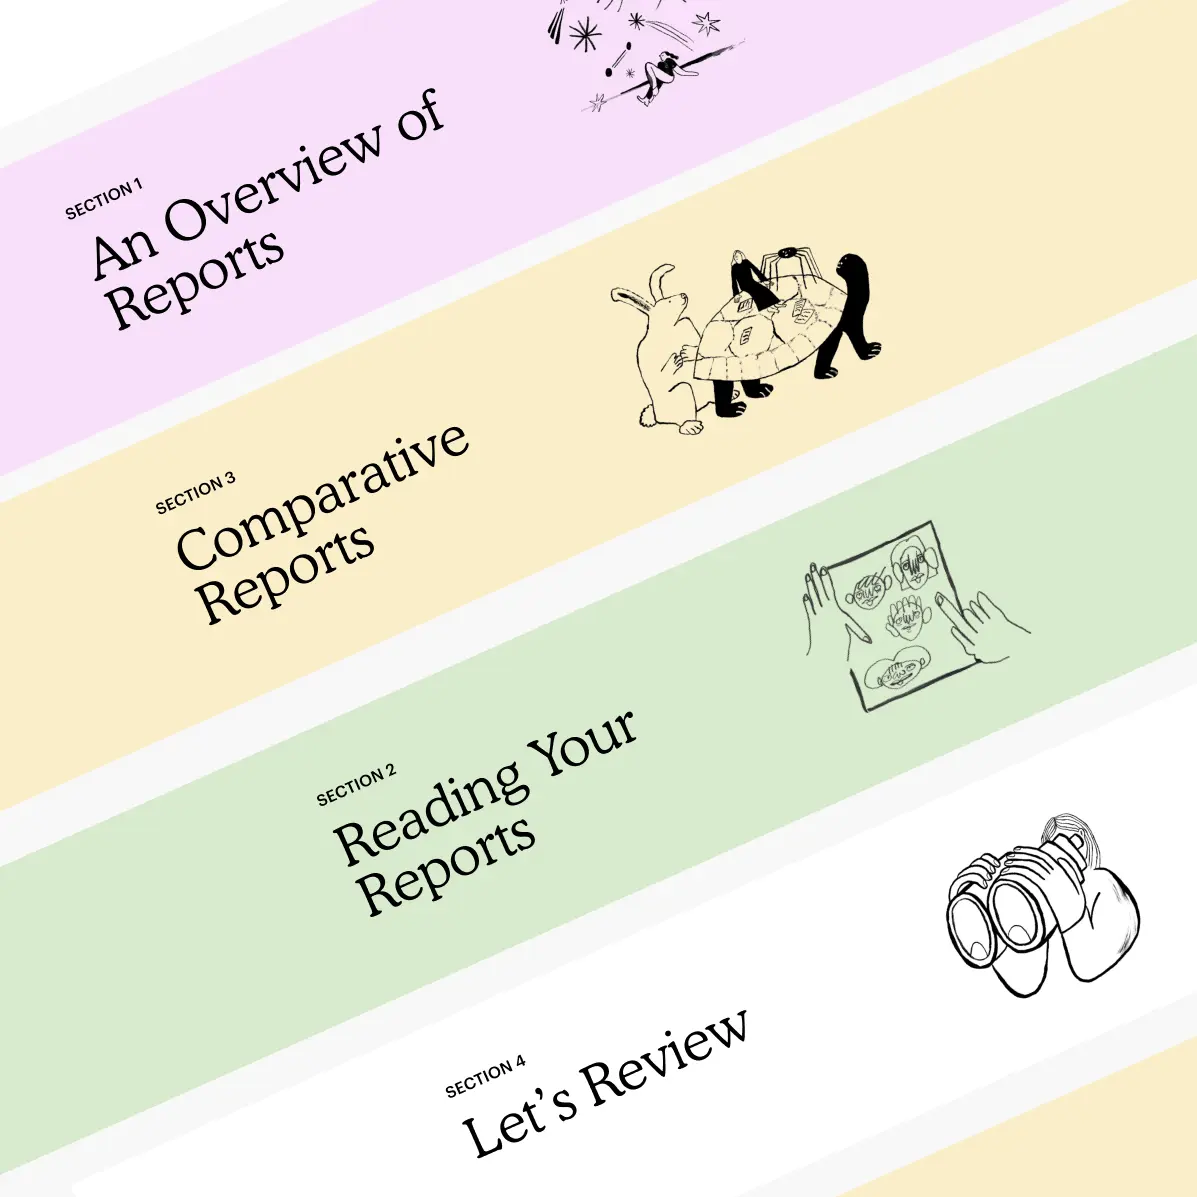 SECTION 1
An Overview of
Reports
SECTION 3
Comparative
Reports
SECTION 2
Reading Your
Reports
SECTION 4
Let’s Review